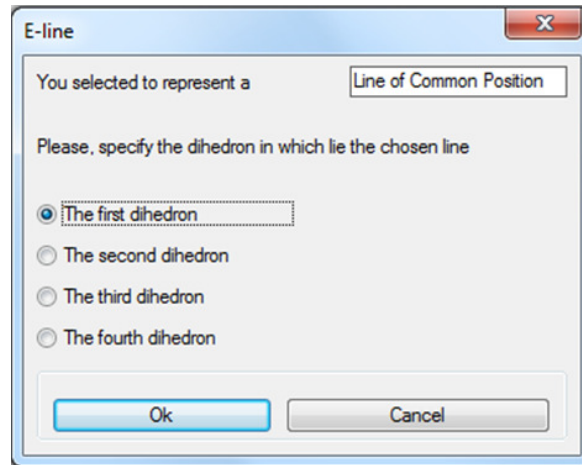 E-line
You selected to represent a Line of Common Position
Please, specify the dihedron in which lie the chosen line
The first dihedron
The second dihedron
The third dihedron
The fourth dihedron
Ok Cancel